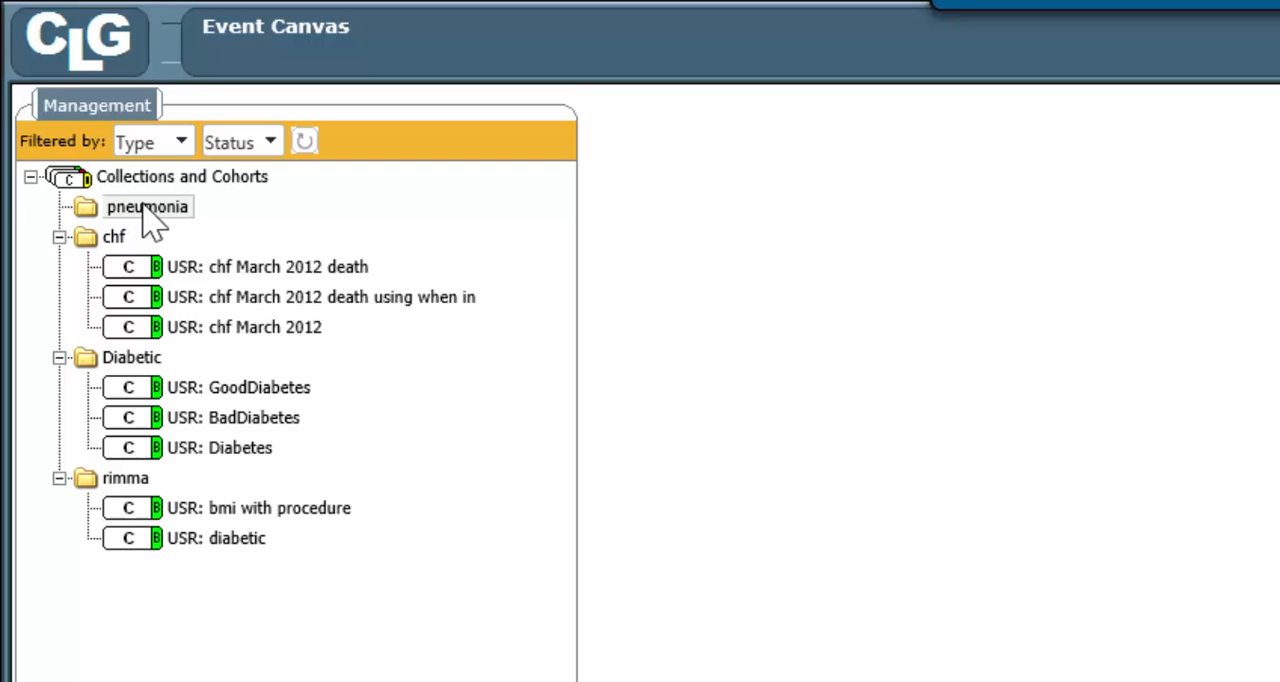 CLG
Event Canvas
Management
Filtered by: Type Status
C Collections and Cohorts
pneumonia
chf
C B USR: chf March 2012 death
C B USR: chf March 2012 death using when in
C B USR: chf March 2012
Diabetic
C B USR: GoodDiabetes
C B USR: BadDiabetes
C B USR: Diabetes
rimma
C B USR: bmi with procedure
C B USR: diabetic